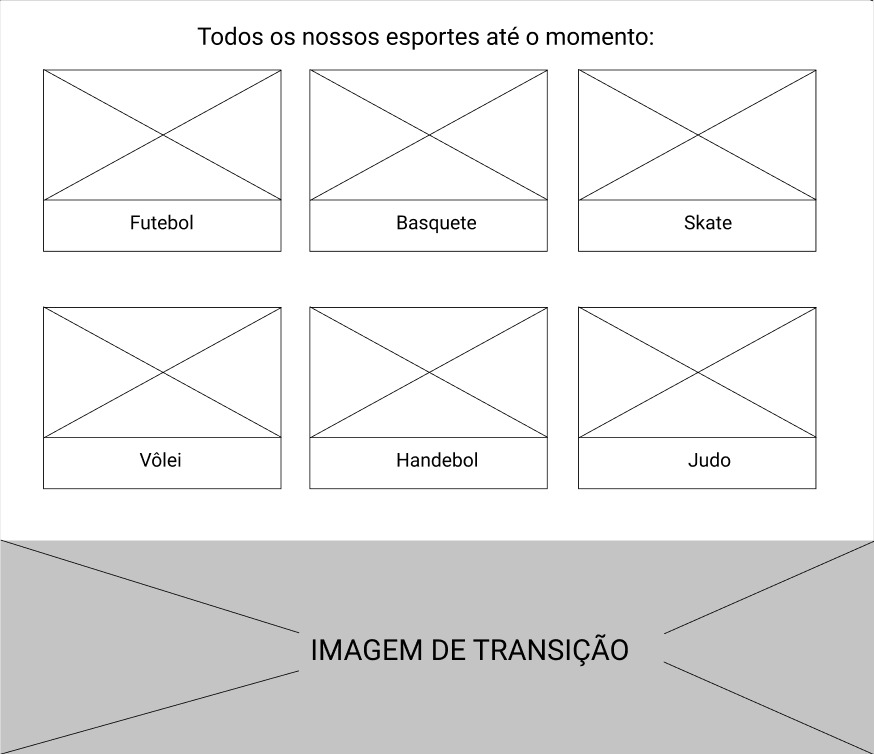 Todos os nossos esportes até o momento:
Futebol
Basquete
Skate
Vôlei
Handebol
Judo
IMAGEM DE TRANSIÇÃO